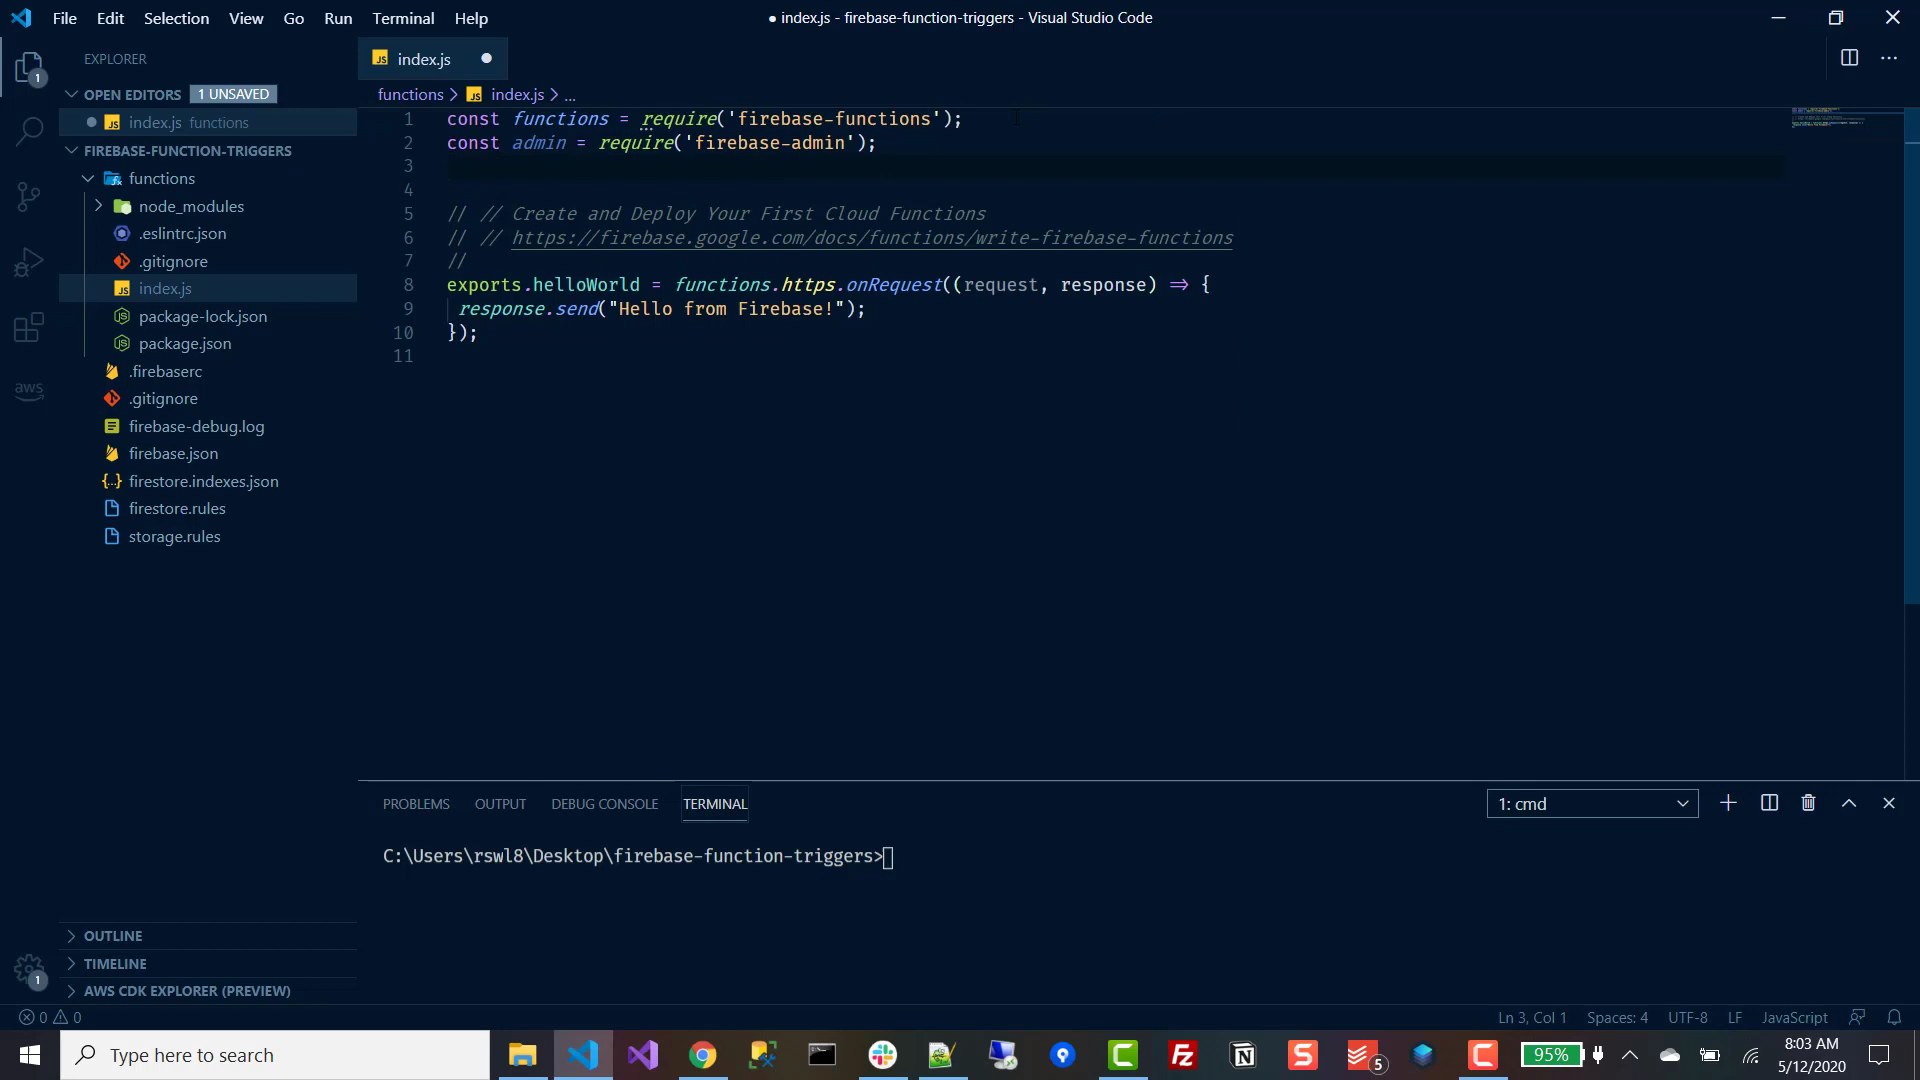 File Edit Selection View Go Run Terminal Help
● index.js - firebase-function-triggers - Visual Studio Code
EXPLORER
OPEN EDITORS 1 UNSAVED
index.js functions
FIREBASE-FUNCTION-TRIGGERS
functions
node_modules
.eslintrc.json
.gitignore
index.js
package-lock.json
package.json
.firebaserc
.gitignore
firebase-debug.log
firebase.json
firestore.indexes.json
firestore.rules
storage.rules
OUTLINE
TIMELINE
AWS CDK EXPLORER (PREVIEW)
1
aws
1
index.js
functions > index.js > ...
1 const functions = require('firebase-functions');
2 const admin = require('firebase-admin');
3
4
5 // // Create and Deploy Your First Cloud Functions
6 // // https://firebase.google.com/docs/functions/write-firebase-functions
7 //
8 exports.helloWorld = functions.https.onRequest((request, response) => {
9 response.send("Hello from Firebase!");
10 });
11
PROBLEMS OUTPUT DEBUG CONSOLE TERMINAL
1: cmd
C:\Users\rswl8\Desktop\firebase-function-triggers>
0 0
Ln 3, Col 1 Spaces: 4 UTF-8 LF JavaScript
Type here to search
5
95%
8:03 AM
5/12/2020